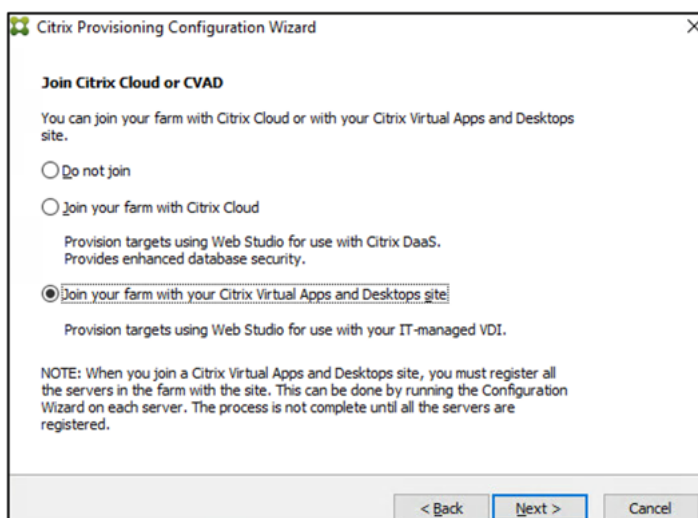 Citrix Provisioning Configuration Wizard
Join Citrix Cloud or CVAD
You can join your farm with Citrix Cloud or with your Citrix Virtual Apps and Desktops
site.
Do not join
Join your farm with Citrix Cloud
Provision targets using Web Studio for use with Citrix DaaS.
Provides enhanced database security.
Join your farm with your Citrix Virtual Apps and Desktops site
Provision targets using Web Studio for use with your IT-managed VDI.
NOTE: When you join a Citrix Virtual Apps and Desktops site, you must register all
the servers in the farm with the site. This can be done by running the Configuration
Wizard on each server. The process is not complete until all the servers are
registered.
< Back Next > Cancel